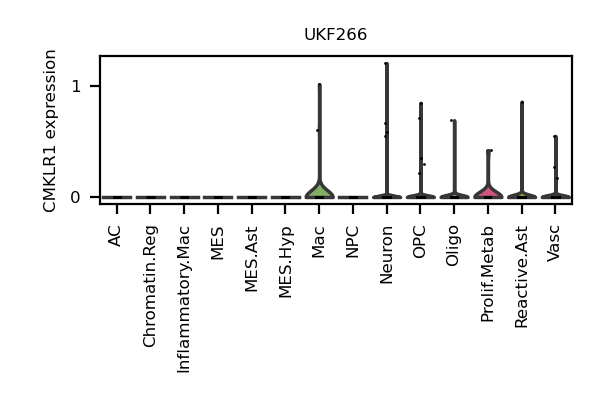 UKF266
CMKLR1 expression
1
0
AC
Chromatin.Reg
Inflammatory.Mac
MES
MES.Ast
MES.Hyp
Mac
NPC
Neuron
OPC
Oligo
Prolif.Metab
Reactive.Ast
Vasc